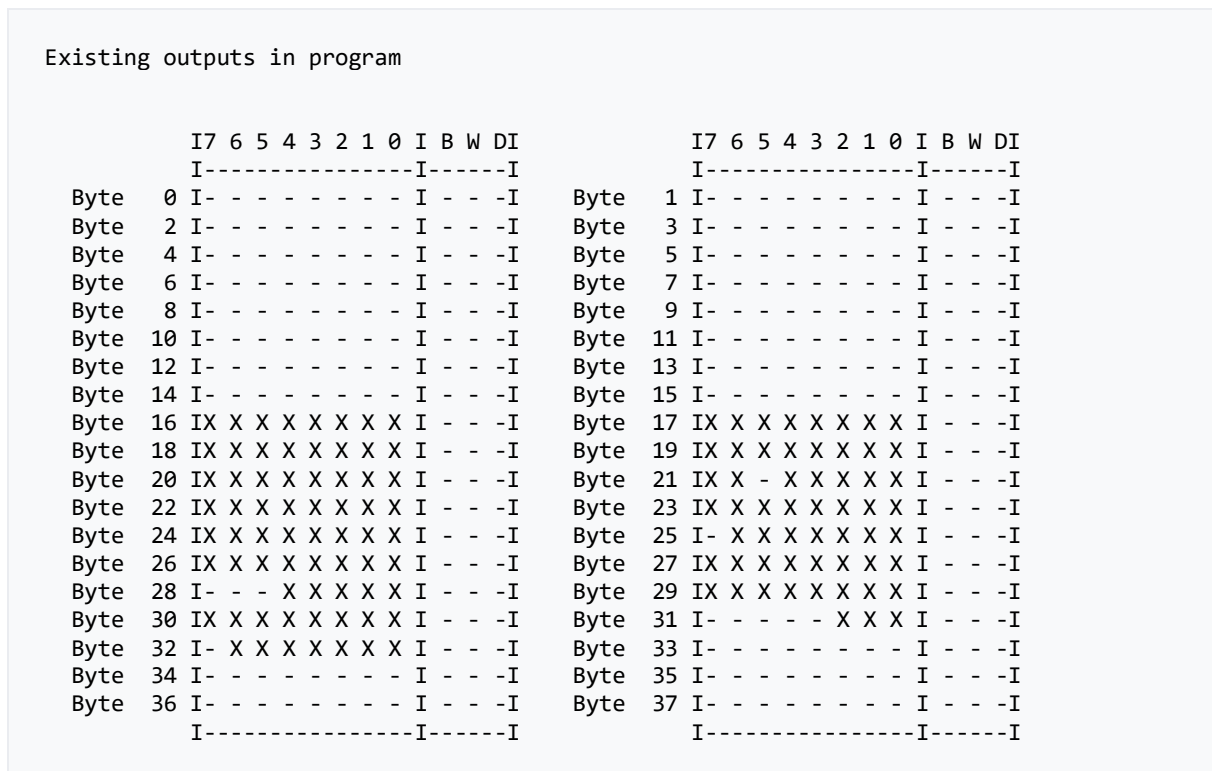 Existing outputs in program
I7 6 5 4 3 2 1 0 I B W DI I7 6 5 4 3 2 1 0 I B W DI
I----------------I------I I----------------I------I
Byte 0 I- - - - - - - - I - - -I Byte 1 I- - - - - - - - I - - -I
Byte 2 I- - - - - - - - I - - -I Byte 3 I- - - - - - - - I - - -I
Byte 4 I- - - - - - - - I - - -I Byte 5 I- - - - - - - - I - - -I
Byte 6 I- - - - - - - - I - - -I Byte 7 I- - - - - - - - I - - -I
Byte 8 I- - - - - - - - I - - -I Byte 9 I- - - - - - - - I - - -I
Byte 10 I- - - - - - - - I - - -I Byte 11 I- - - - - - - - I - - -I
Byte 12 I- - - - - - - - I - - -I Byte 13 I- - - - - - - - I - - -I
Byte 14 I- - - - - - - - I - - -I Byte 15 I- - - - - - - - I - - -I
Byte 16 IX X X X X X X X I - - -I Byte 17 IX X X X X X X X I - - -I
Byte 18 IX X X X X X X X I - - -I Byte 19 IX X X X X X X X I - - -I
Byte 20 IX X X X X X X X I - - -I Byte 21 IX X - X X X X X I - - -I
Byte 22 IX X X X X X X X I - - -I Byte 23 IX X X X X X X X I - - -I
Byte 24 IX X X X X X X X I - - -I Byte 25 I- X X X X X X X I - - -I
Byte 26 IX X X X X X X X I - - -I Byte 27 IX X X X X X X X I - - -I
Byte 28 I- - - X X X X X I - - -I Byte 29 IX X X X X X X X I - - -I
Byte 30 IX X X X X X X X I - - -I Byte 31 I- - - - - X X X I - - -I
Byte 32 I- X X X X X X X I - - -I Byte 33 I- - - - - - - - I - - -I
Byte 34 I- - - - - - - - I - - -I Byte 35 I- - - - - - - - I - - -I
Byte 36 I- - - - - - - - I - - -I Byte 37 I- - - - - - - - I - - -I
I----------------I------I I----------------I------I